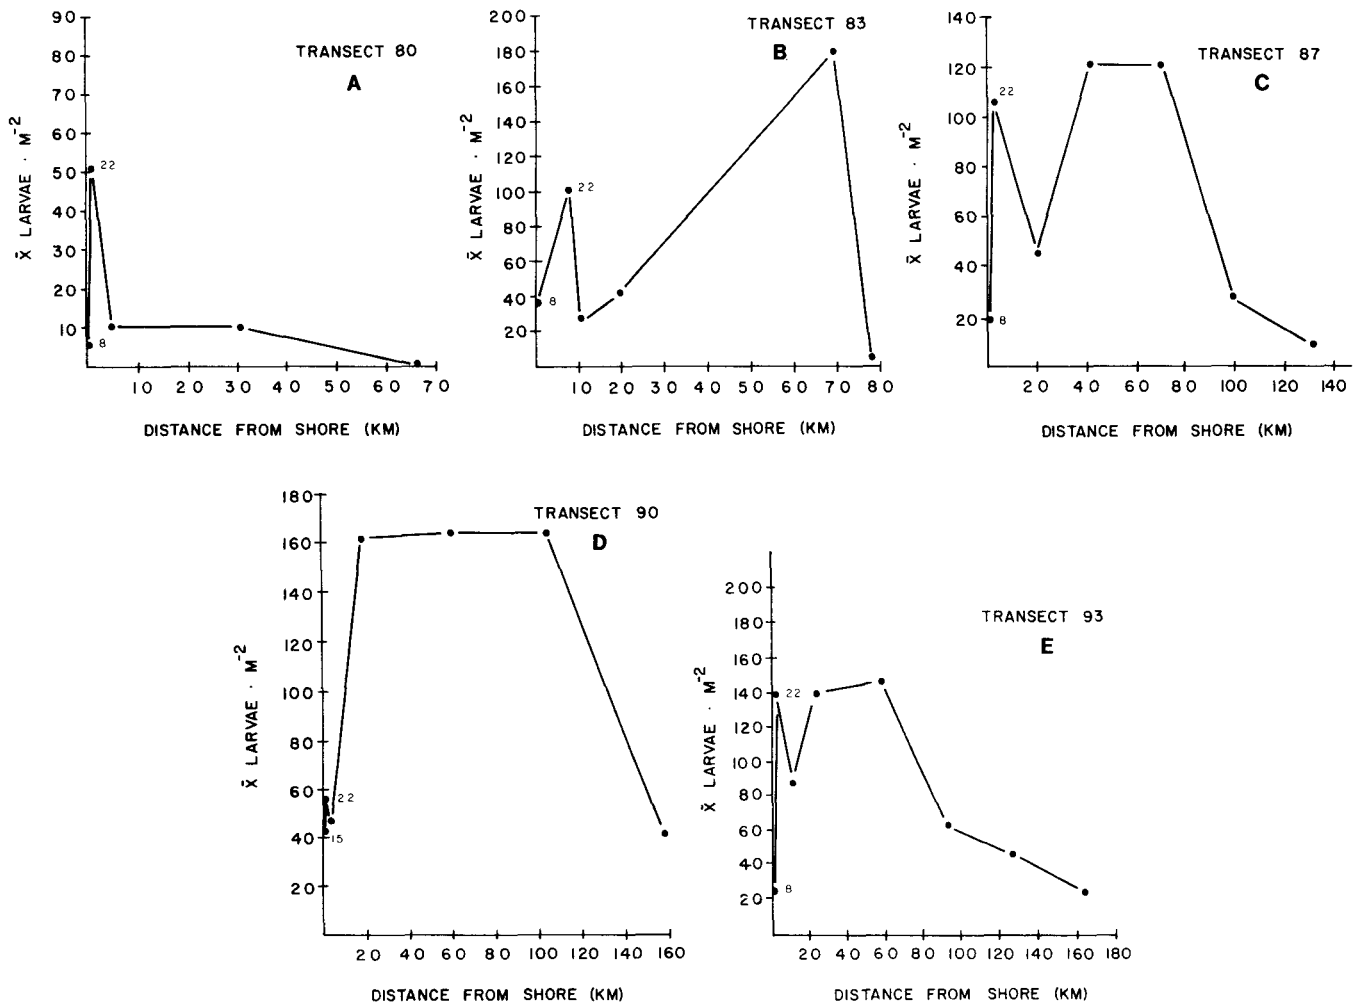 TRANSECT 80
A
90
80
70
60
50
40
30
20
10
22
8
X̄ LARVAE · M⁻²
10 20 30 40 50 60 70
DISTANCE FROM SHORE (KM)
TRANSECT 83
B
200
180
160
140
120
100
80
60
40
20
22
8
X̄ LARVAE · M⁻²
10 20 30 40 50 60 70 80
DISTANCE FROM SHORE (KM)
TRANSECT 87
C
140
120
100
80
60
40
20
22
8
X̄ LARVAE · M⁻²
20 40 60 80 100 120 140
DISTANCE FROM SHORE (KM)
TRANSECT 90
D
180
160
140
120
100
80
60
40
20
22
15
X̄ LARVAE · M⁻²
20 40 60 80 100 120 140 160
DISTANCE FROM SHORE (KM)
TRANSECT 93
E
200
180
160
140
120
100
80
60
40
20
22
8
X̄ LARVAE · M⁻²
20 40 60 80 100 120 140 160 180
DISTANCE FROM SHORE (KM)